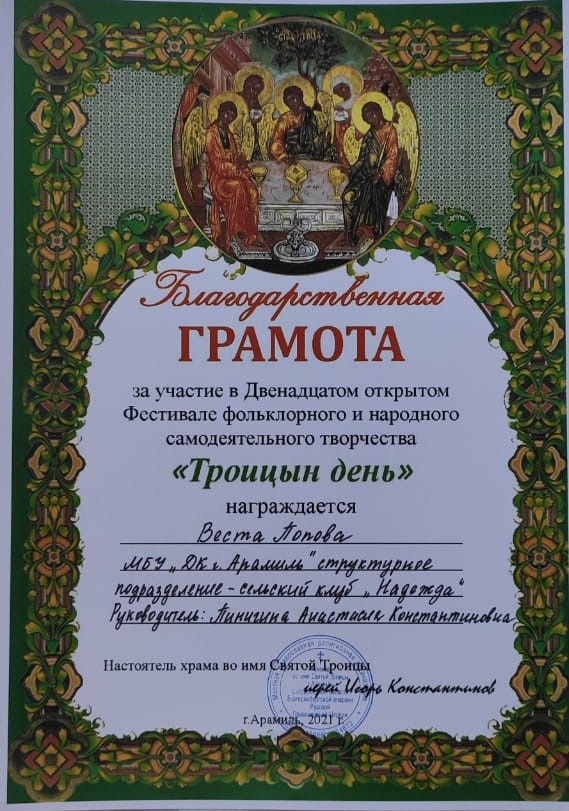 Благодарственная
ГРАМОТА
за участие в Двенадцатом открытом
Фестивале фольклорного и народного
самодеятельного творчества
«Троицын день»
награждается
Веста Попова
МБУ „ДК г. Арамиль" структурное
подразделение - сельский клуб „Надежда"
Руководитель: Пинигина Анастасия Константиновна
Настоятель храма во имя Святой Троицы
иерей Игорь Константинов
г.Арамиль, 2021 г.